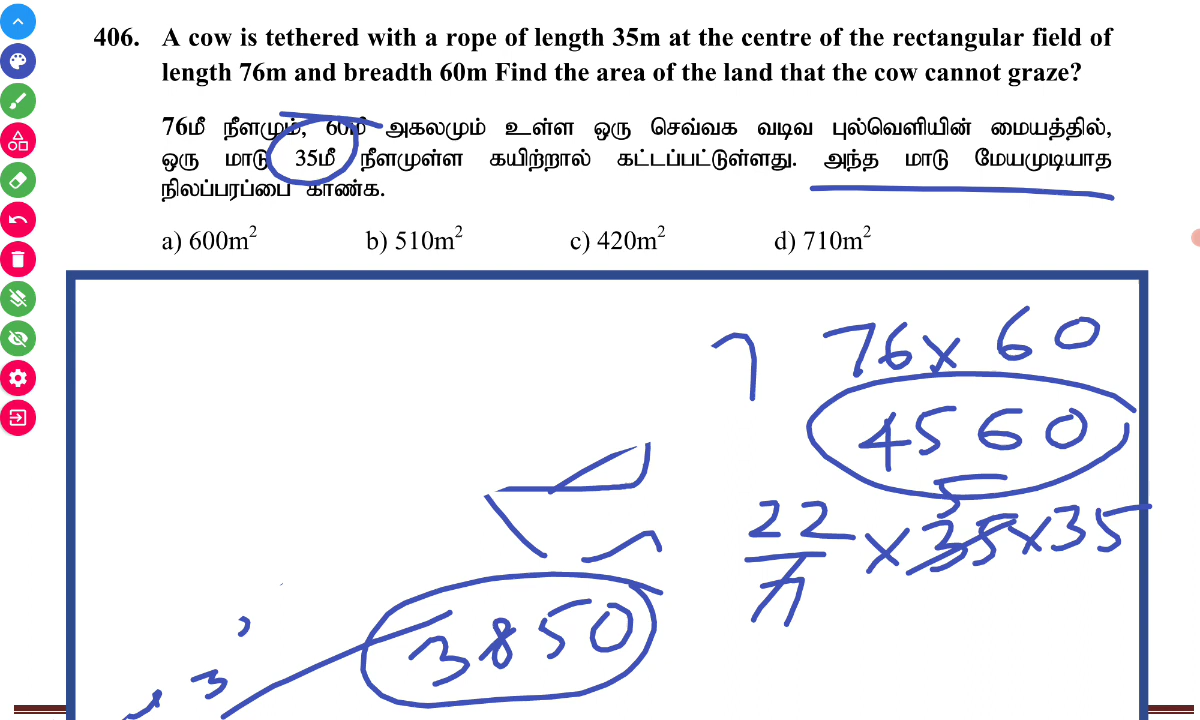 406. A cow is tethered with a rope of length 35m at the centre of the rectangular field of
length 76m and breadth 60m Find the area of the land that the cow cannot graze?
76மீ நீளமும், 60மீ அகலமும் உள்ள ஒரு செவ்வக வடிவ புல்வெளியின் மையத்தில்,
ஒரு மாடு 35மீ நீளமுள்ள கயிற்றால் கட்டப்பட்டுள்ளது. அந்த மாடு மேயமுடியாத
நிலப்பரப்பை காண்க.
a) 600m² b) 510m² c) 420m² d) 710m²
76 x 60
4560
5
22/7 x 35 x 35
3850